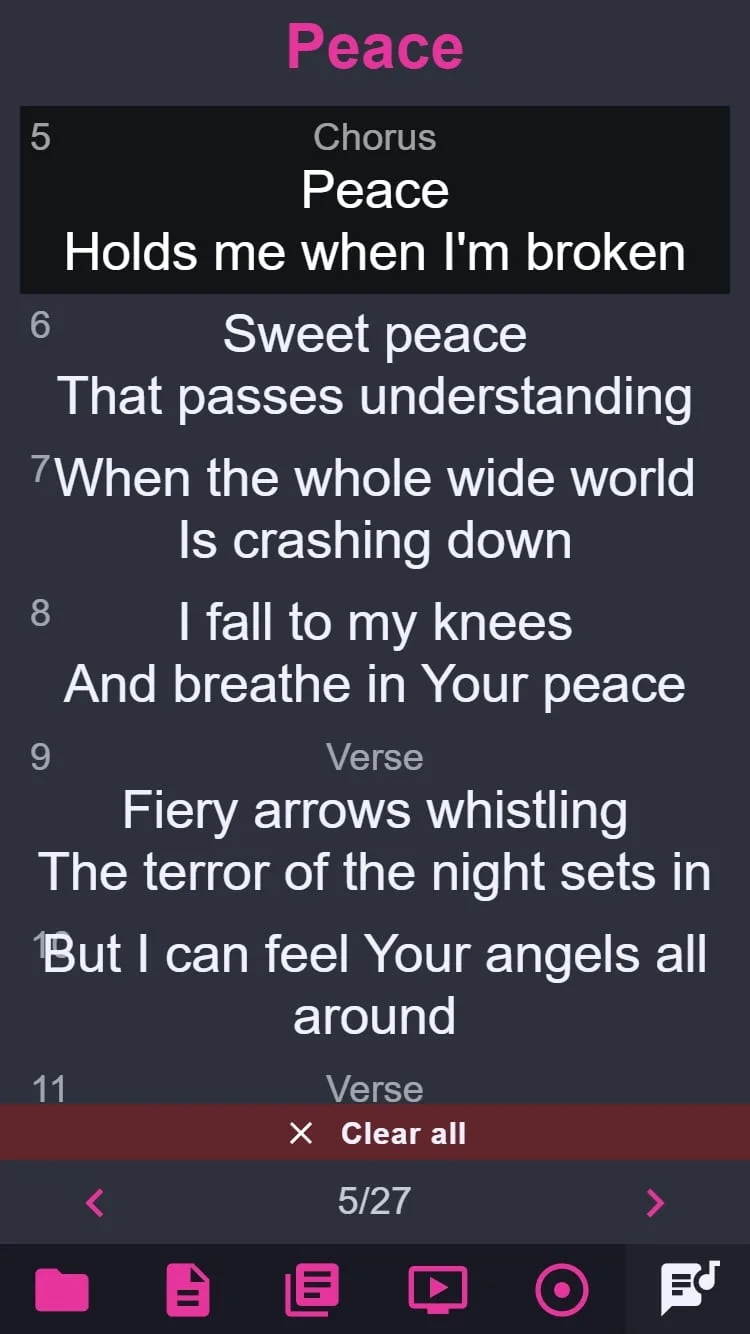 Peace
5 Chorus
Peace
Holds me when I'm broken
6 Sweet peace
That passes understanding
7 When the whole wide world
Is crashing down
8 I fall to my knees
And breathe in Your peace
9 Verse
Fiery arrows whistling
The terror of the night sets in
10 But I can feel Your angels all
around
11 Verse
Clear all
5/27